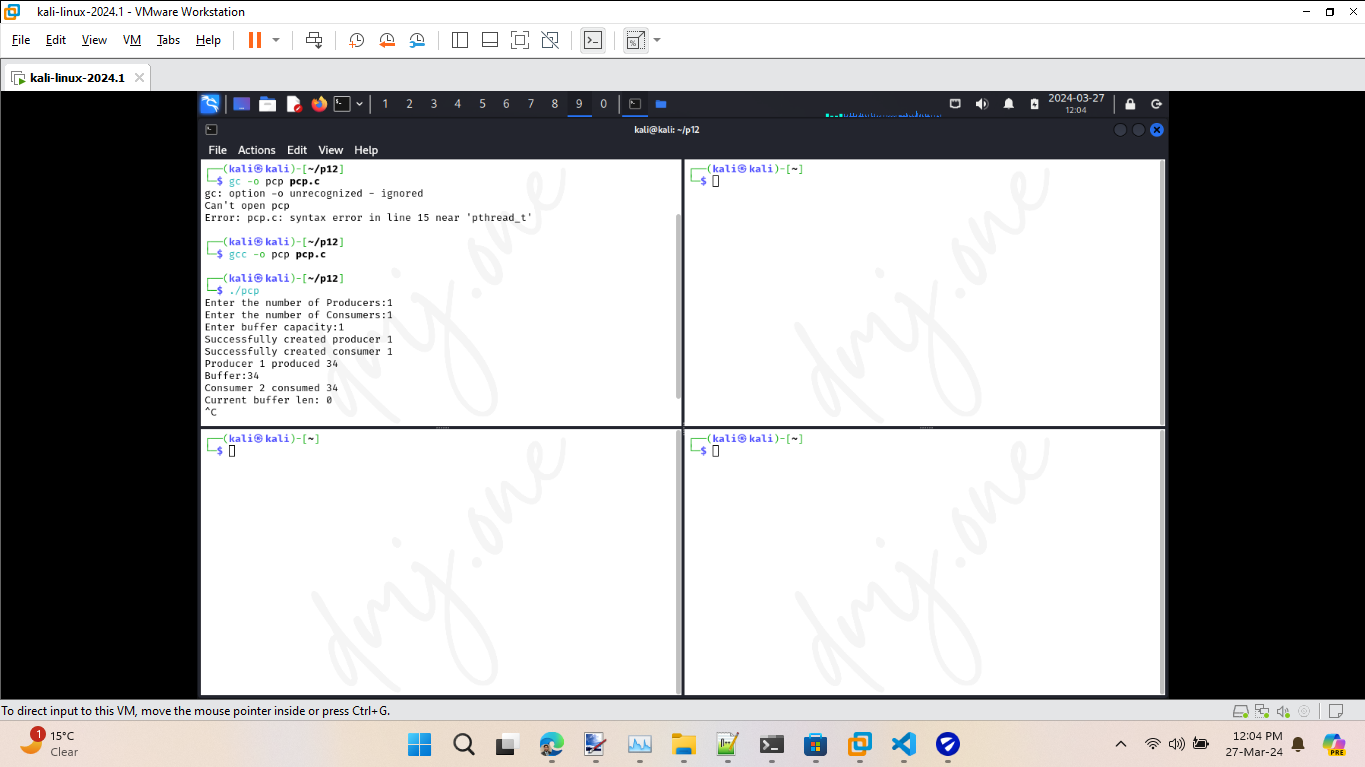 kali-linux-2024.1 - VMware Workstation
File Edit View VM Tabs Help
kali-linux-2024.1
1 2 3 4 5 6 7 8 9 0
2024-03-27
12:04
kali@kali: ~/p12
File Actions Edit View Help
┌──(kali㉿kali)-[~/p12]
└─$ gc -o pcp pcp.c
gc: option -o unrecognized - ignored
Can't open pcp
Error: pcp.c: syntax error in line 15 near 'pthread_t'
┌──(kali㉿kali)-[~/p12]
└─$ gcc -o pcp pcp.c
┌──(kali㉿kali)-[~/p12]
└─$ ./pcp
Enter the number of Producers:1
Enter the number of Consumers:1
Enter buffer capacity:1
Successfully created producer 1
Successfully created consumer 1
Producer 1 produced 34
Buffer:34
Consumer 2 consumed 34
Current buffer len: 0
^C
dmj.one
┌──(kali㉿kali)-[~]
└─$
dmj.one
┌──(kali㉿kali)-[~]
└─$
dmj.one
┌──(kali㉿kali)-[~]
└─$
dmj.one
To direct input to this VM, move the mouse pointer inside or press Ctrl+G.
1
15°C
Clear
PRE
12:04 PM
27-Mar-24